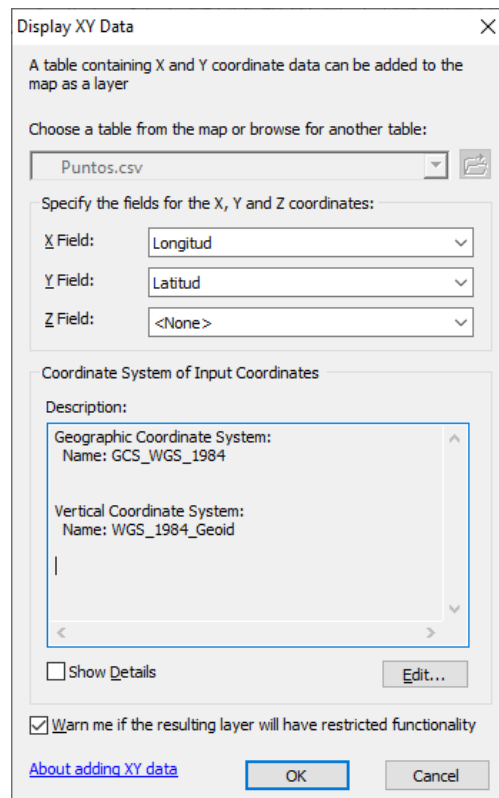 Display XY Data
A table containing X and Y coordinate data can be added to the
map as a layer
Choose a table from the map or browse for another table:
Puntos.csv
Specify the fields for the X, Y and Z coordinates:
X Field: Longitud
Y Field: Latitud
Z Field: <None>
Coordinate System of Input Coordinates
Description:
Geographic Coordinate System:
Name: GCS_WGS_1984
Vertical Coordinate System:
Name: WGS_1984_Geoid
Show Details Edit...
Warn me if the resulting layer will have restricted functionality
About adding XY data OK Cancel